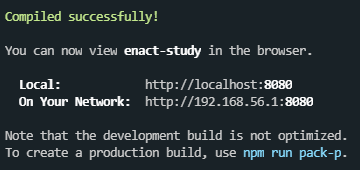 Compiled successfully!
You can now view enact-study in the browser.
Local: http://localhost:8080
On Your Network: http://192.168.56.1:8080
Note that the development build is not optimized.
To create a production build, use npm run pack-p.